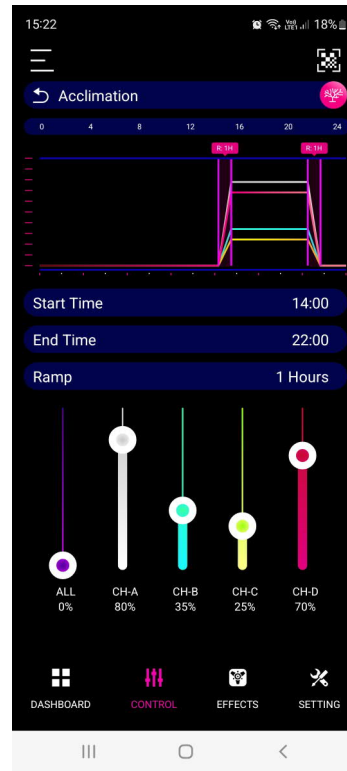 15:22
Vo)) LTE1 18%
Acclimation
0 4 8 12 16 20 24
R: 1H R: 1H
Start Time 14:00
End Time 22:00
Ramp 1 Hours
ALL CH-A CH-B CH-C CH-D
0% 80% 35% 25% 70%
DASHBOARD CONTROL EFFECTS SETTING